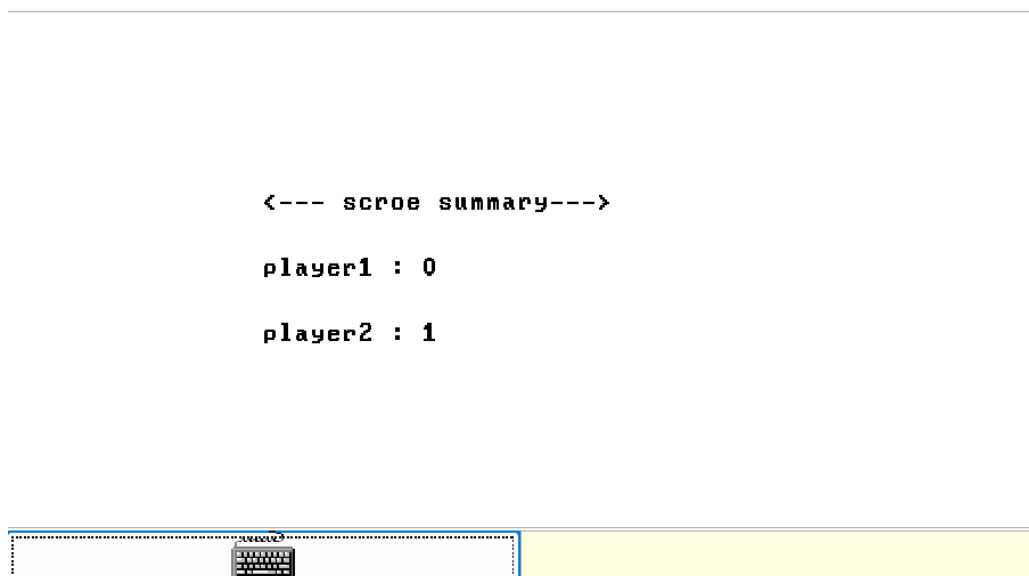 <--- scroe summary--->
player1 : 0
player2 : 1